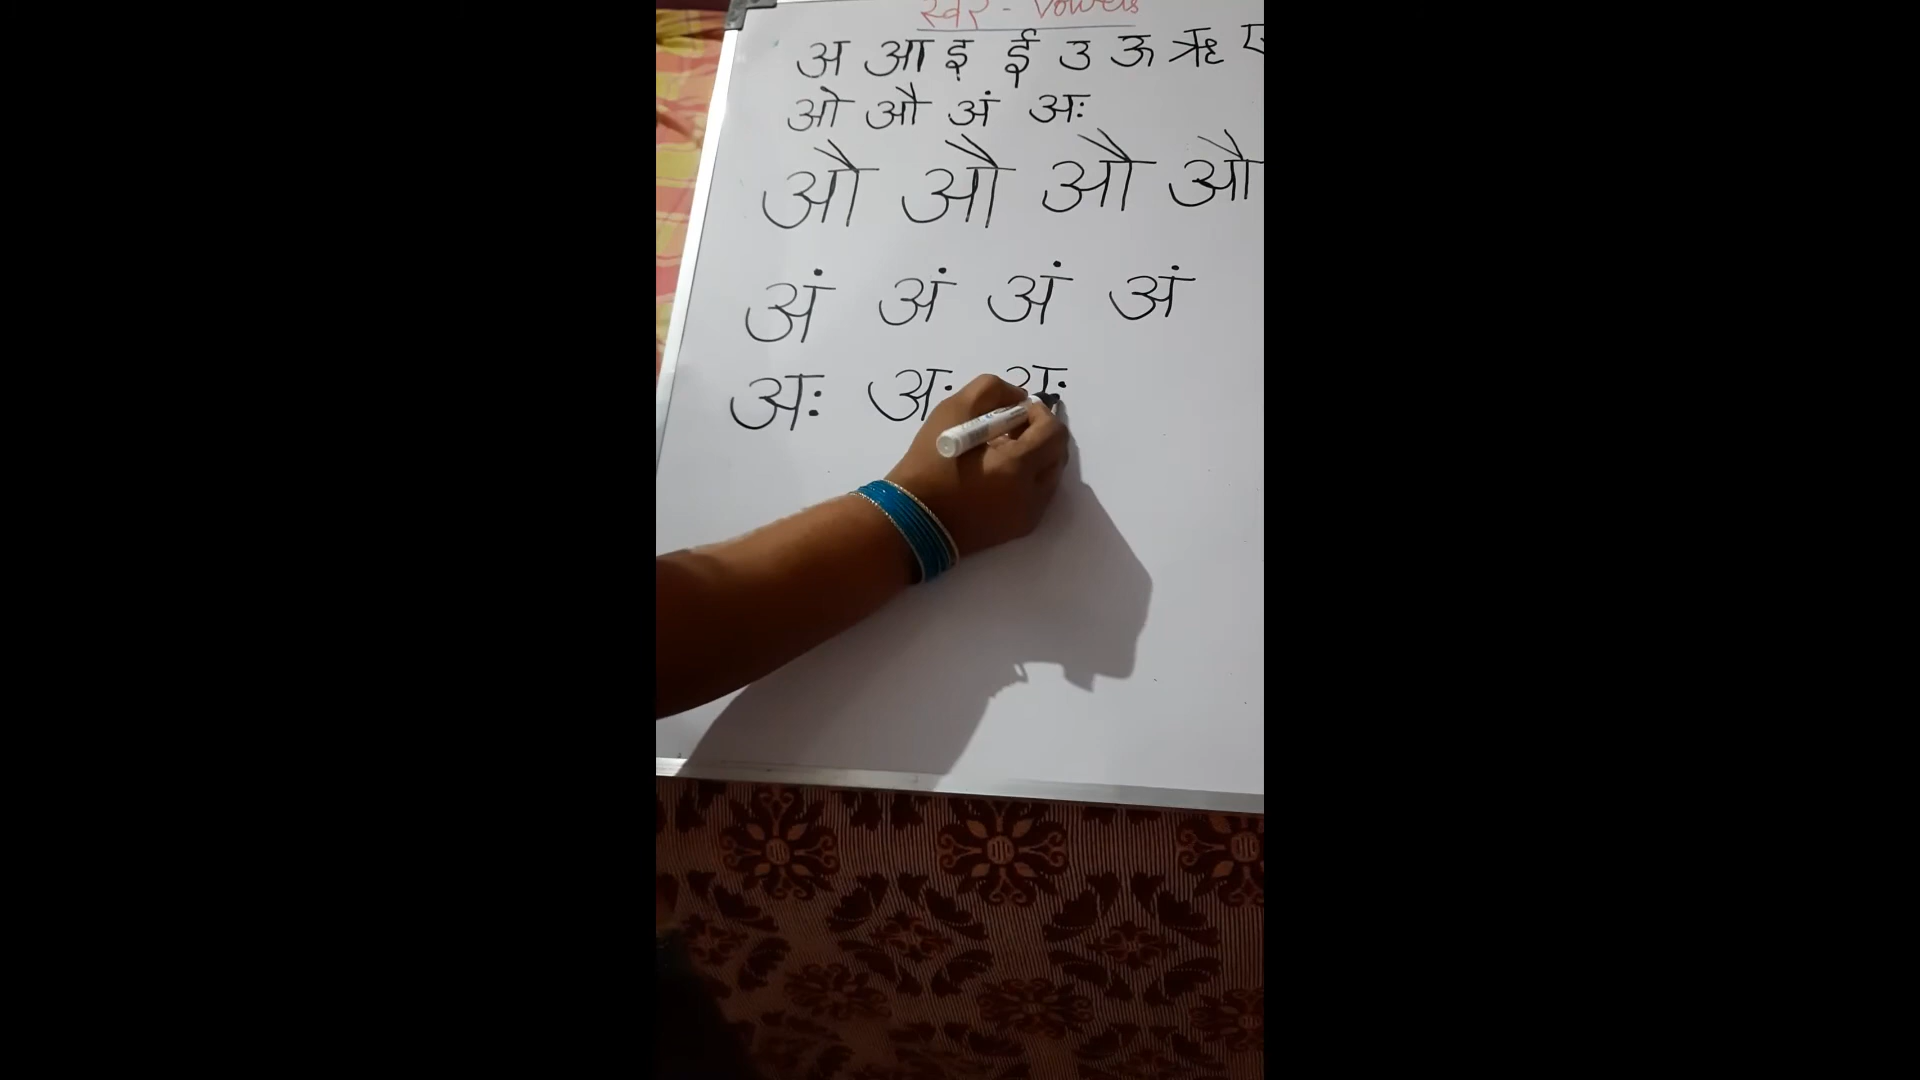 स्वर - Vowels
अ आ इ ई उ ऊ ऋ
ओ औ अं अः
औ औ औ औ
अं अं अं अं
अः अः अः